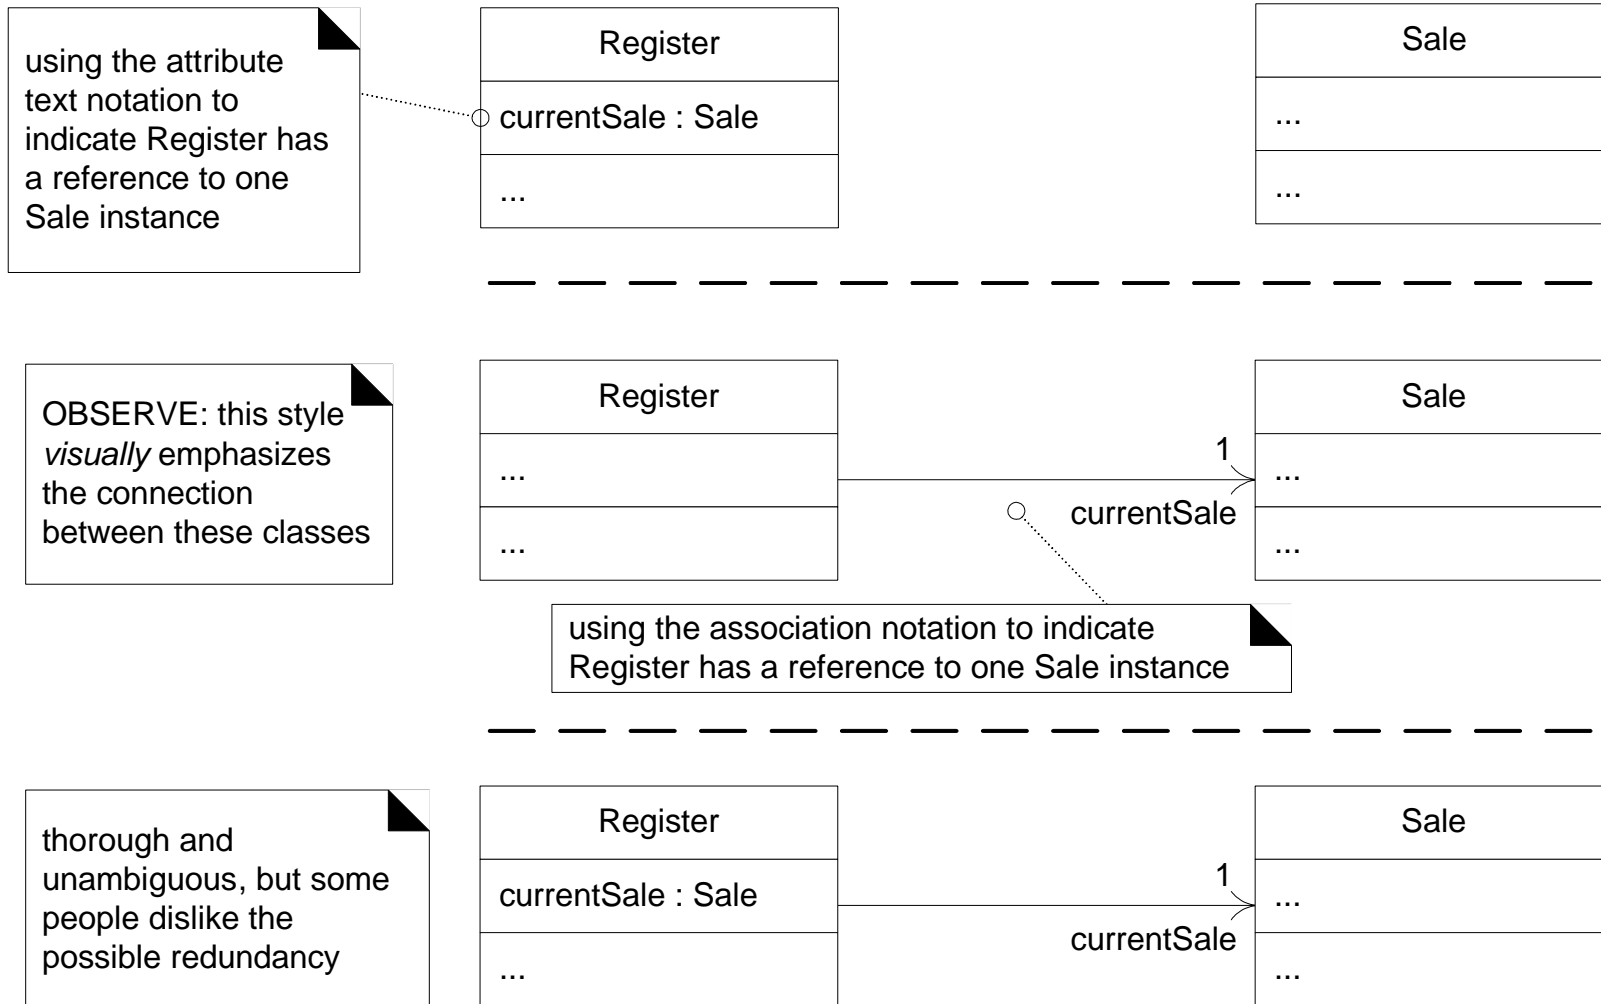 using the attribute
text notation to
indicate Register has
a reference to one
Sale instance
Register
currentSale : Sale
...
Sale
...
...
OBSERVE: this style
visually emphasizes
the connection
between these classes
Register
...
...
1
currentSale
Sale
...
...
using the association notation to indicate
Register has a reference to one Sale instance
thorough and
unambiguous, but some
people dislike the
possible redundancy
Register
currentSale : Sale
...
1
currentSale
Sale
...
...